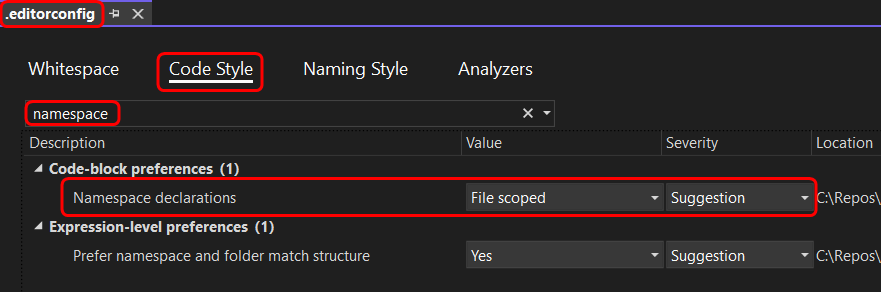 .editorconfig
Whitespace Code Style Naming Style Analyzers
namespace
Description Value Severity Location
Code-block preferences (1)
Namespace declarations File scoped Suggestion C:\Repos\
Expression-level preferences (1)
Prefer namespace and folder match structure Yes Suggestion C:\Repos\